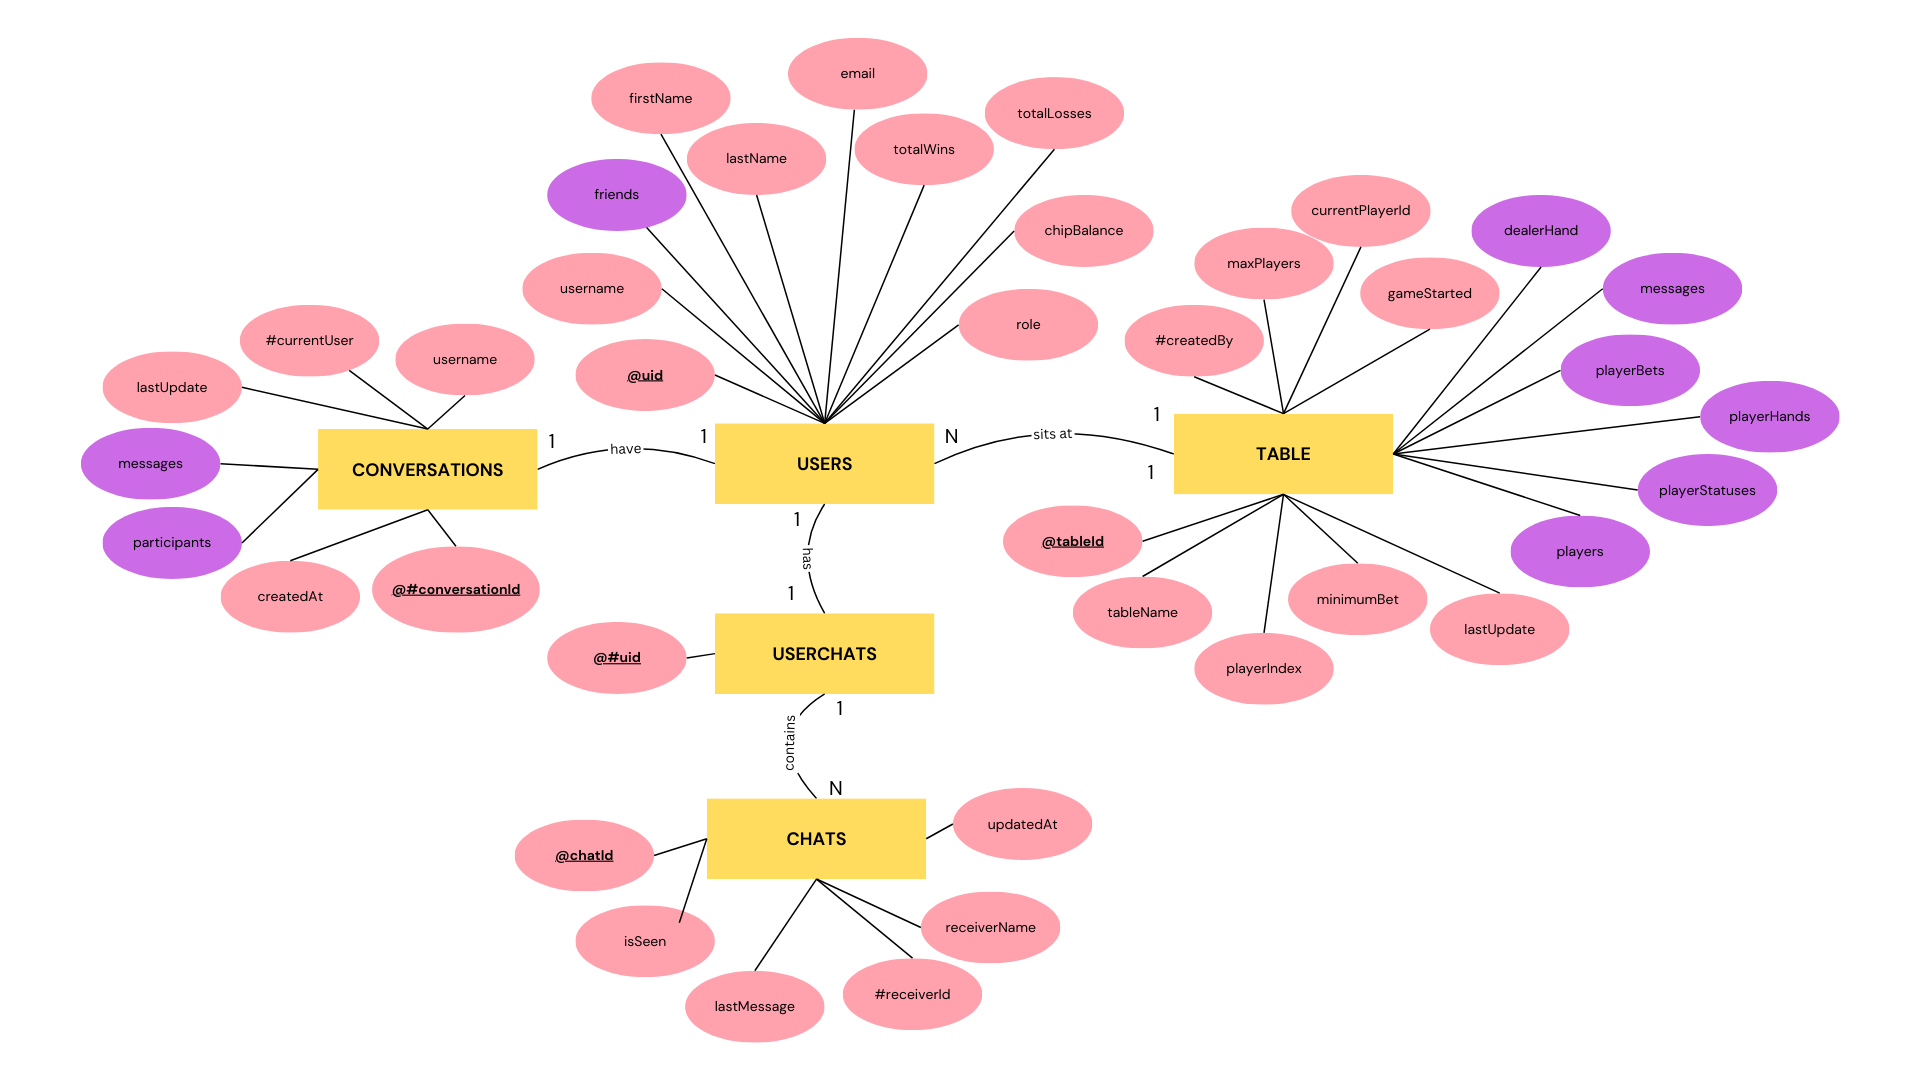 email
firstName
totalLosses
totalWins
lastName
friends
currentPlayerId
chipBalance
dealerHand
maxPlayers
username
messages
gameStarted
role
#currentUser
#createdBy
username
playerBets
@uid
lastUpdate
playerHands
1
1
1
N
have
sits at
TABLE
messages
CONVERSATIONS
USERS
1
playerStatuses
1
@tableId
participants
has
players
@#conversationId
createdAt
1
minimumBet
tableName
lastUpdate
@#uid
USERCHATS
playerIndex
1
contains
N
updatedAt
CHATS
@chatId
receiverName
isSeen
#receiverId
lastMessage